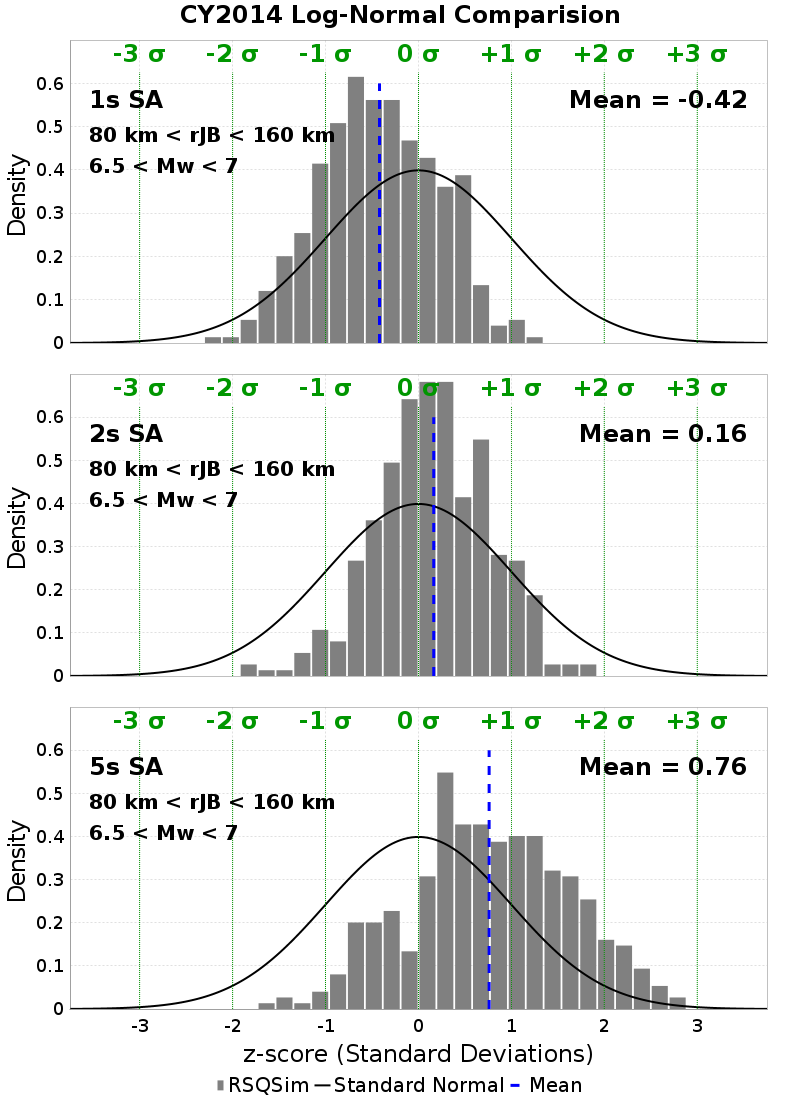 CY2014 Log-Normal Comparision
-3 σ -2 σ -1 σ 0 σ +1 σ +2 σ +3 σ
1s SA Mean = -0.42
80 km < rJB < 160 km
6.5 < Mw < 7
Density
0.6
0.5
0.4
0.3
0.2
0.1
0
-3 σ -2 σ -1 σ 0 σ +1 σ +2 σ +3 σ
2s SA Mean = 0.16
80 km < rJB < 160 km
6.5 < Mw < 7
Density
0.6
0.5
0.4
0.3
0.2
0.1
0
-3 σ -2 σ -1 σ 0 σ +1 σ +2 σ +3 σ
5s SA Mean = 0.76
80 km < rJB < 160 km
6.5 < Mw < 7
Density
0.6
0.5
0.4
0.3
0.2
0.1
0
-3 -2 -1 0 1 2 3
z-score (Standard Deviations)
RSQSim Standard Normal Mean